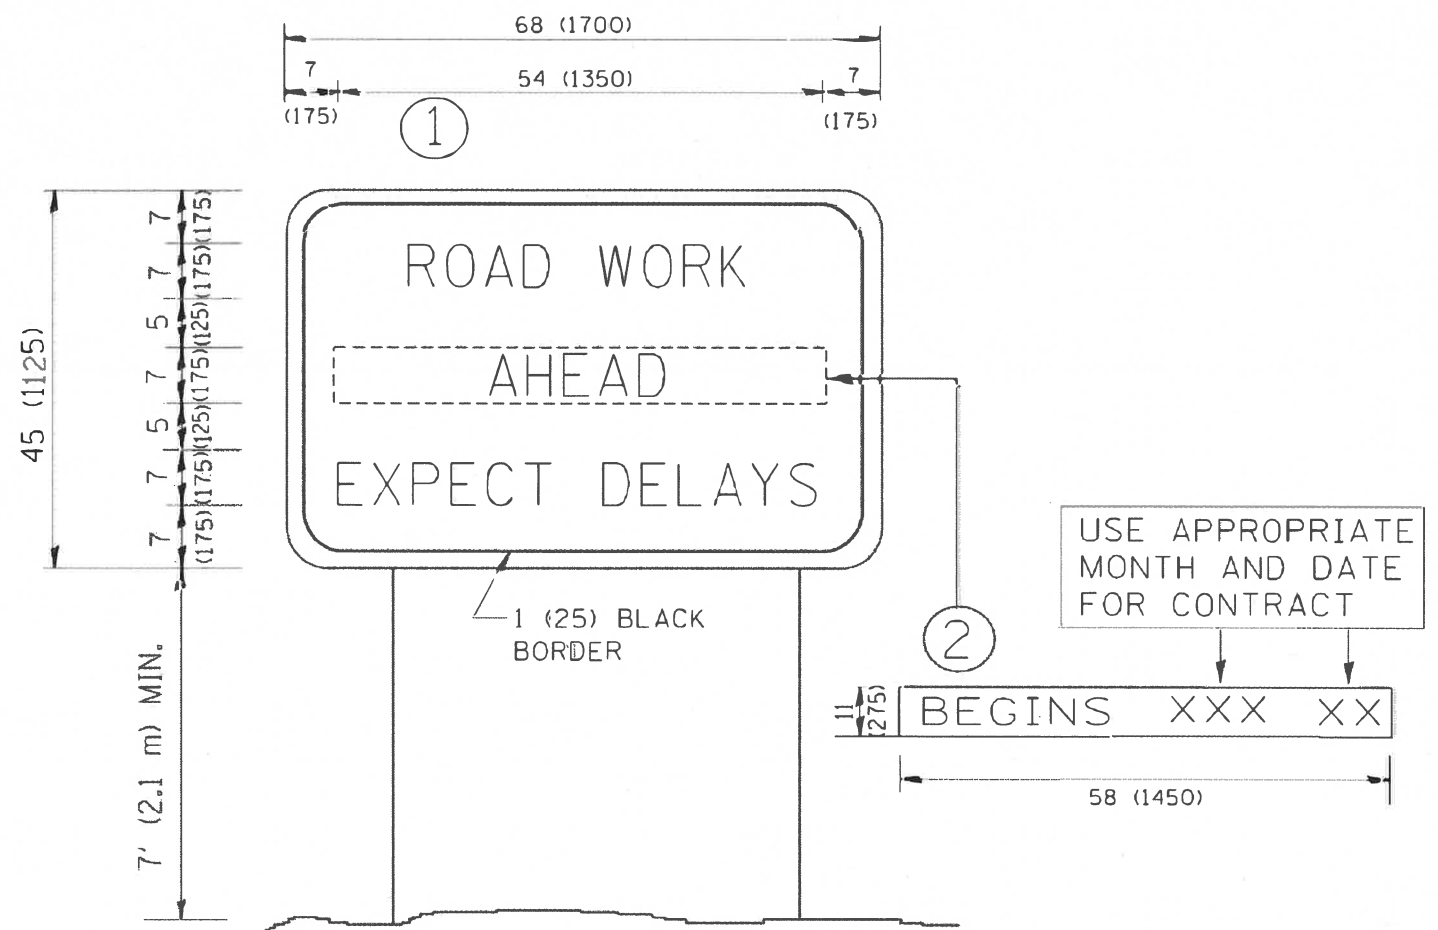 68 (1700)
7 54 (1350) 7
(175) (175)
1
45 (1125)
7 (175)
7 (175)
5 (125)
7 (175)
5 (125)
7 (175)
7 (175)
7' (2.1 m) MIN.
ROAD WORK
AHEAD
EXPECT DELAYS
1 (25) BLACK
BORDER
USE APPROPRIATE
MONTH AND DATE
FOR CONTRACT
2
11 (275)
BEGINS XXX XX
58 (1450)